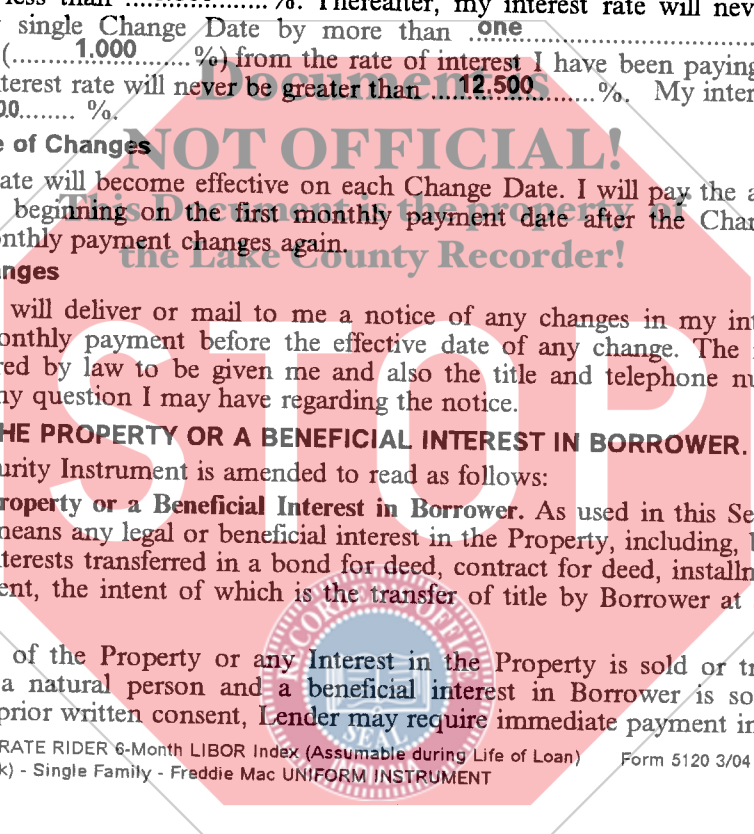 less than ..................%. Thereafter, my interest rate will nev
single Change Date by more than one
(.........1.000.........%) from the rate of interest I have been paying
terest rate will never be greater than .....12.500..........%. My inter
00........ %.
Document is
NOT OFFICIAL!
e of Changes
ate will become effective on each Change Date. I will pay the a
beginning on the first monthly payment date after the Chan
This Document is the property of
onthly payment changes again.
the Lake County Recorder!
anges
will deliver or mail to me a notice of any changes in my int
onthly payment before the effective date of any change. The
red by law to be given me and also the title and telephone nu
ny question I may have regarding the notice.
STOP
HE PROPERTY OR A BENEFICIAL INTEREST IN BORROWER.
urity Instrument is amended to read as follows:
roperty or a Beneficial Interest in Borrower. As used in this Se
means any legal or beneficial interest in the Property, including,
terests transferred in a bond for deed, contract for deed, installm
ent, the intent of which is the transfer of title by Borrower at
of the Property or any Interest in the Property is sold or tr
a natural person and a beneficial interest in Borrower is so
prior written consent, Lender may require immediate payment in
RECORDER'S OFFICE
SEAL
INDIANA
RATE RIDER 6-Month LIBOR Index (Assumable during Life of Loan) Form 5120 3/04
k) - Single Family - Freddie Mac UNIFORM INSTRUMENT